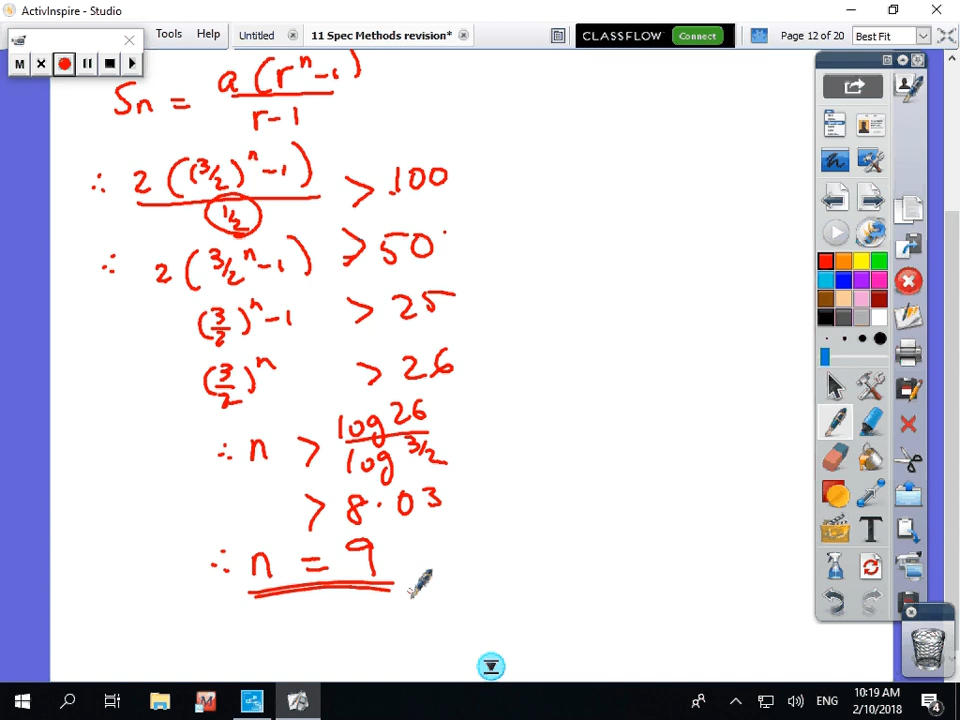 ActivInspire - Studio
Tools Help Untitled 11 Spec Methods revision* CLASSFLOW Connect Page 12 of 20 Best Fit
M
Sn = a(r^n-1)
r-1
∴ 2((3/2)^n-1) > 100
1/2
∴ 2(3/2^n-1) > 50
(3/2)^n-1 > 25
(3/2)^n > 26
∴ n > log 26
log 3/2
> 8.03
∴ n = 9
T
ENG 10:19 AM
2/10/2018
4